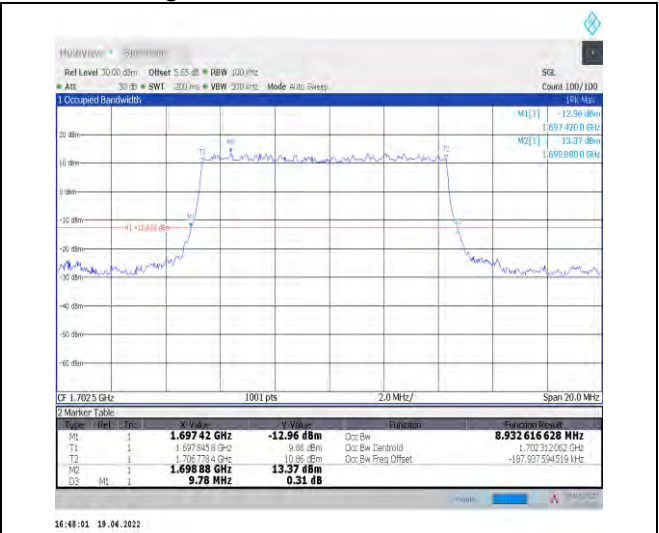 MultiView Spectrum
Ref Level 30.00 dBm Offset 5.65 dB RBW 100 kHz SGL
Att 30 dB SWT 200 ms VBW 300 kHz Mode Auto Sweep Count 100/100
1 Occupied Bandwidth 1Pk Max
M1[1] -12.96 dBm
1.697 420 0 GHz
M2[1] 13.37 dBm
1.698 880 0 GHz
20 dBm
T1 M2 T2
10 dBm
0 dBm
-10 dBm
M1
-20 dBm
-30 dBm
-40 dBm
-50 dBm
-60 dBm
CF 1.7025 GHz 1001 pts 2.0 MHz/ Span 20.0 MHz
2 Marker Table
Type Ref Trc X-Value Y-Value Function Function Result
M1 1 1.697 42 GHz -12.96 dBm Occ Bw 8.932 616 628 MHz
T1 1 1.697 845 8 GHz 9.86 dBm Occ Bw Centroid 1.702 312 062 GHz
T2 1 1.706 778 4 GHz 10.86 dBm Occ Bw Freq Offset -187.937 594 519 kHz
M2 1 1.698 88 GHz 13.37 dBm
D3 M1 1 9.78 MHz 0.31 dB
16:48:01 19.04.2022